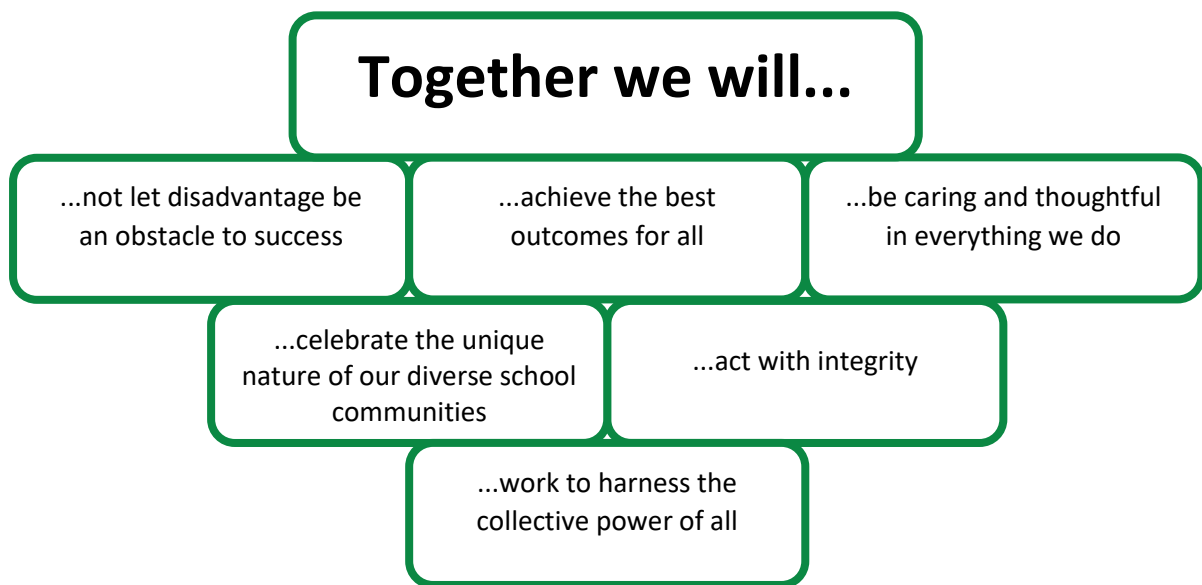 Together we will...
...not let disadvantage be
an obstacle to success
...achieve the best
outcomes for all
...be caring and thoughtful
in everything we do
...celebrate the unique
nature of our diverse school
communities
...act with integrity
...work to harness the
collective power of all